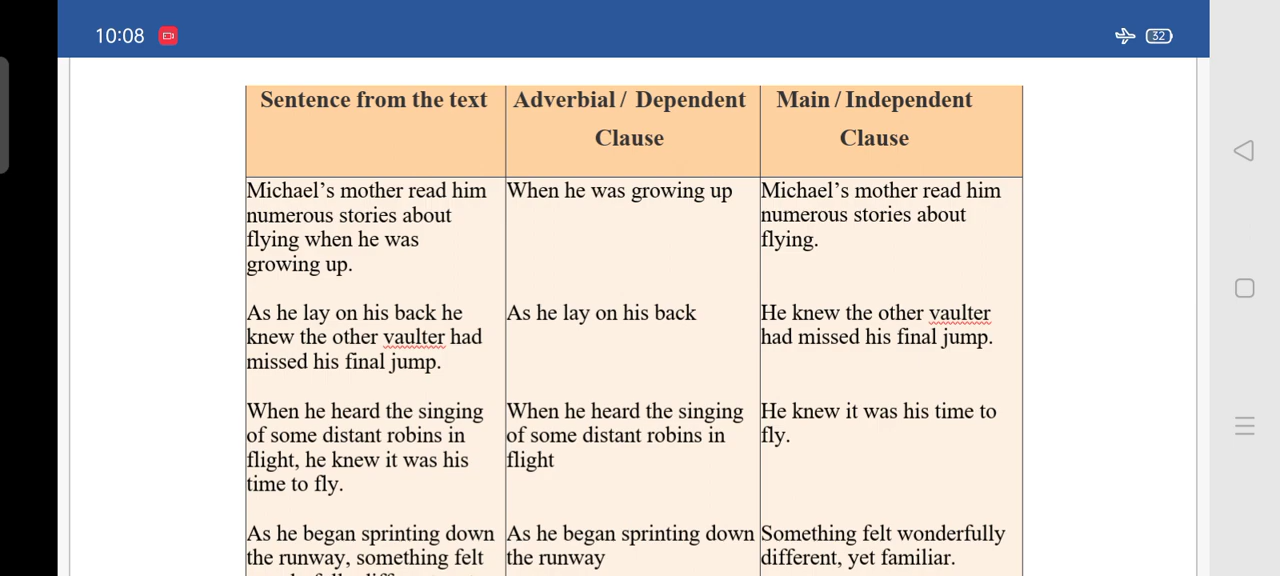 10:08
32
Sentence from the text
Adverbial / Dependent
Clause
Main / Independent
Clause
Michael's mother read him
numerous stories about
flying when he was
growing up.
When he was growing up
Michael's mother read him
numerous stories about
flying.
As he lay on his back he
knew the other vaulter had
missed his final jump.
As he lay on his back
He knew the other vaulter
had missed his final jump.
When he heard the singing
of some distant robins in
flight, he knew it was his
time to fly.
When he heard the singing
of some distant robins in
flight
He knew it was his time to
fly.
As he began sprinting down
the runway, something felt
As he began sprinting down
the runway
Something felt wonderfully
different, yet familiar.